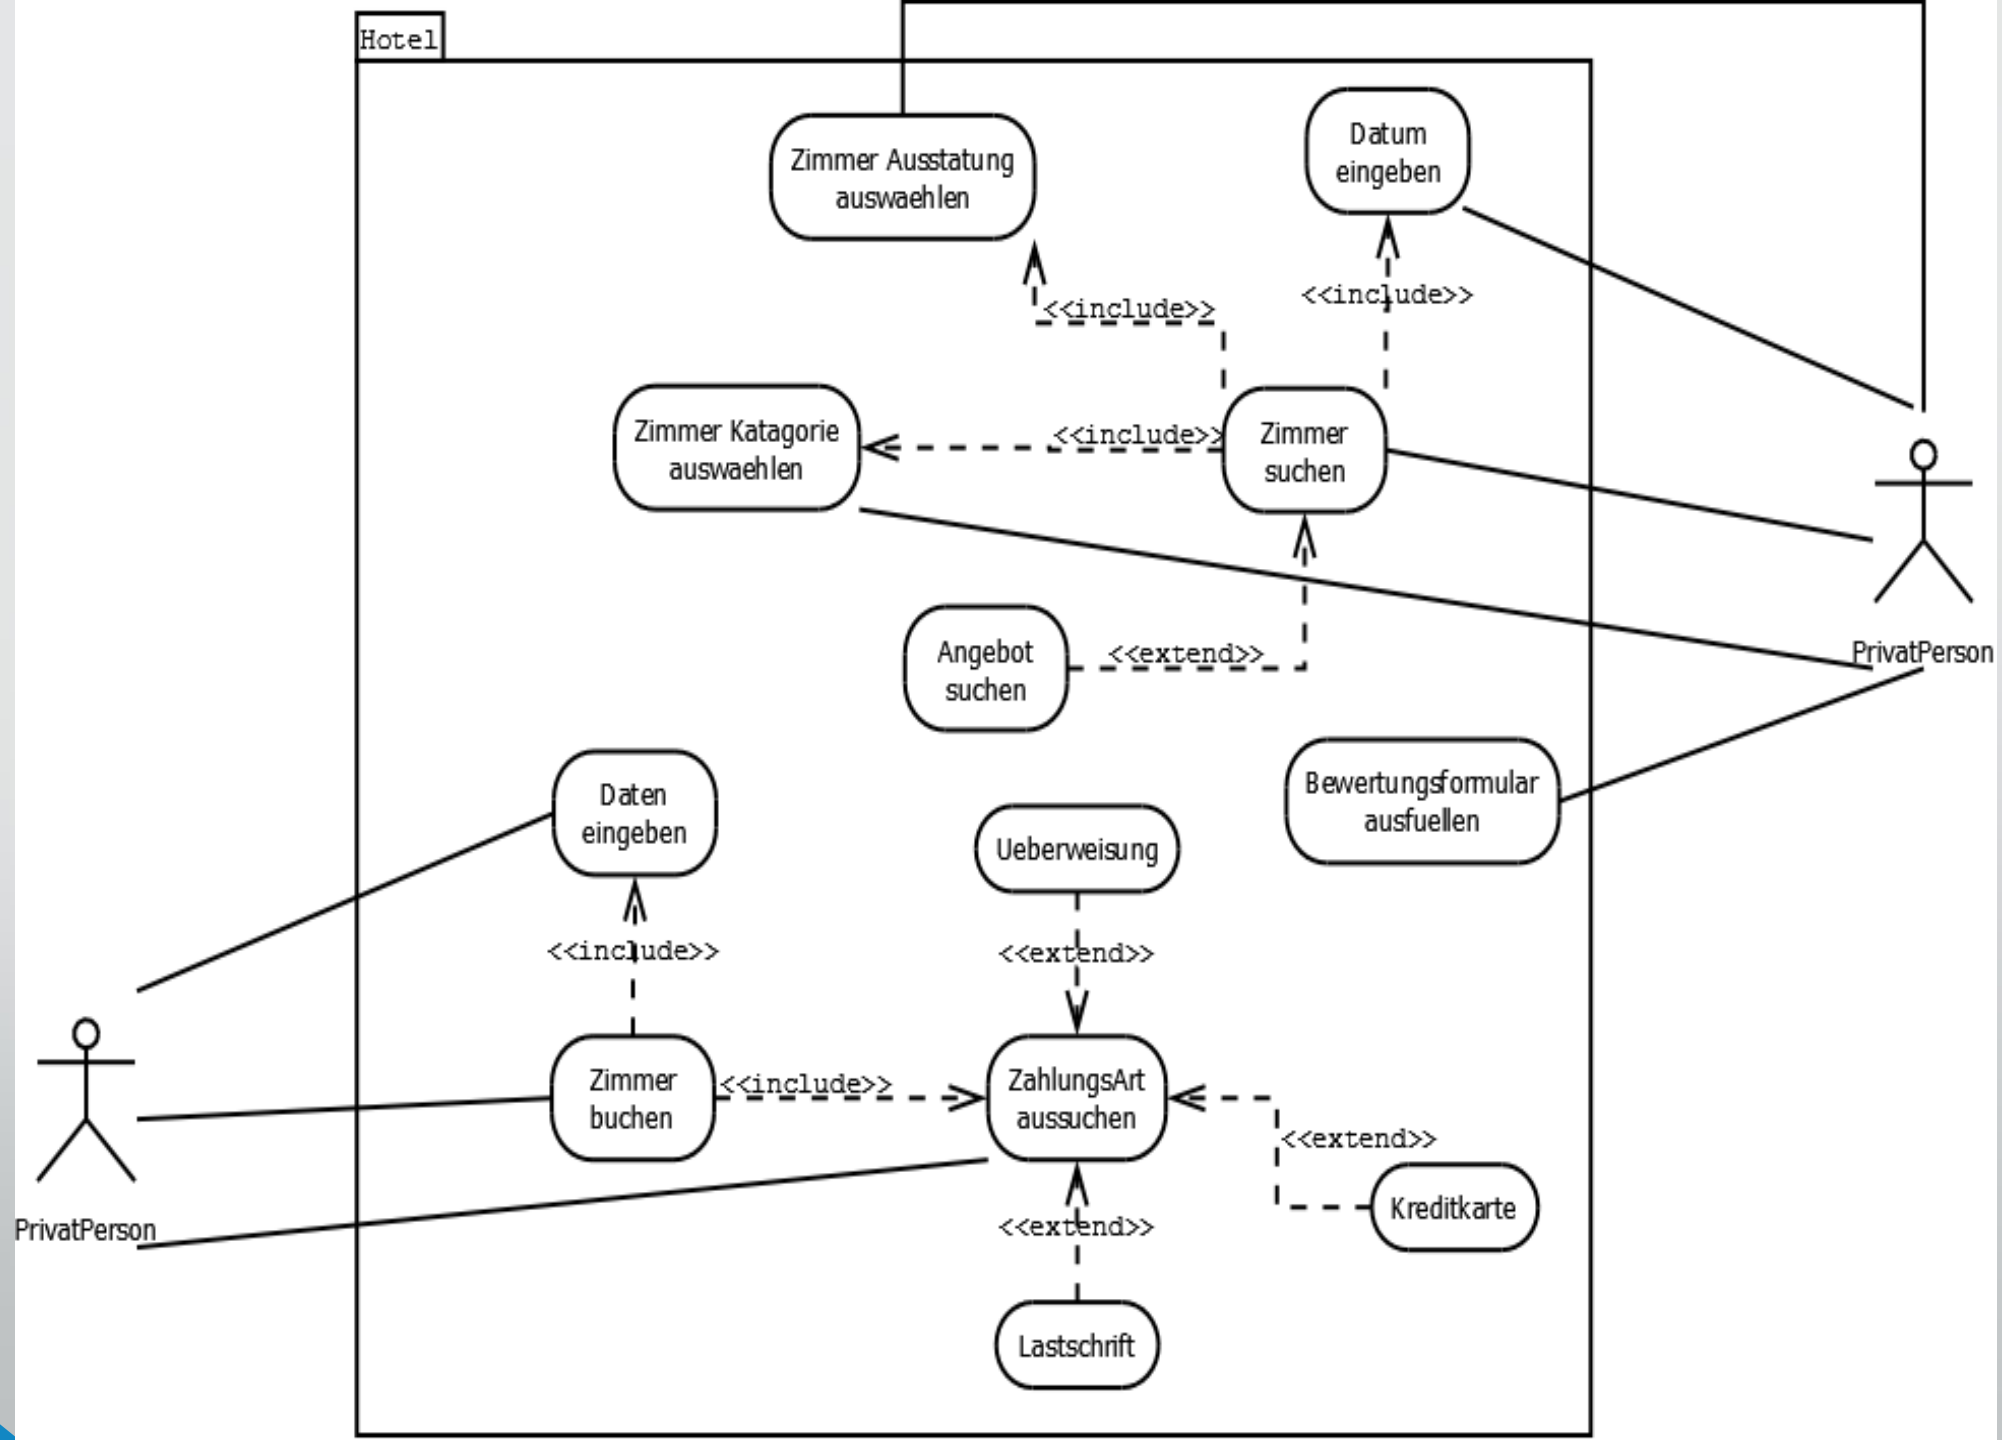 Hotel
Zimmer Ausstatung
auswaehlen
Datum
eingeben
<<include>>
<<include>>
Zimmer Katagorie
auswaehlen
<<include>>
Zimmer
suchen
Angebot
suchen
<<extend>>
PrivatPerson
Daten
eingeben
Ueberweisung
Bewertungsformular
ausfuellen
<<include>>
<<extend>>
Zimmer
buchen
<<include>>
ZahlungsArt
aussuchen
<<extend>>
Kreditkarte
PrivatPerson
<<extend>>
Lastschrift